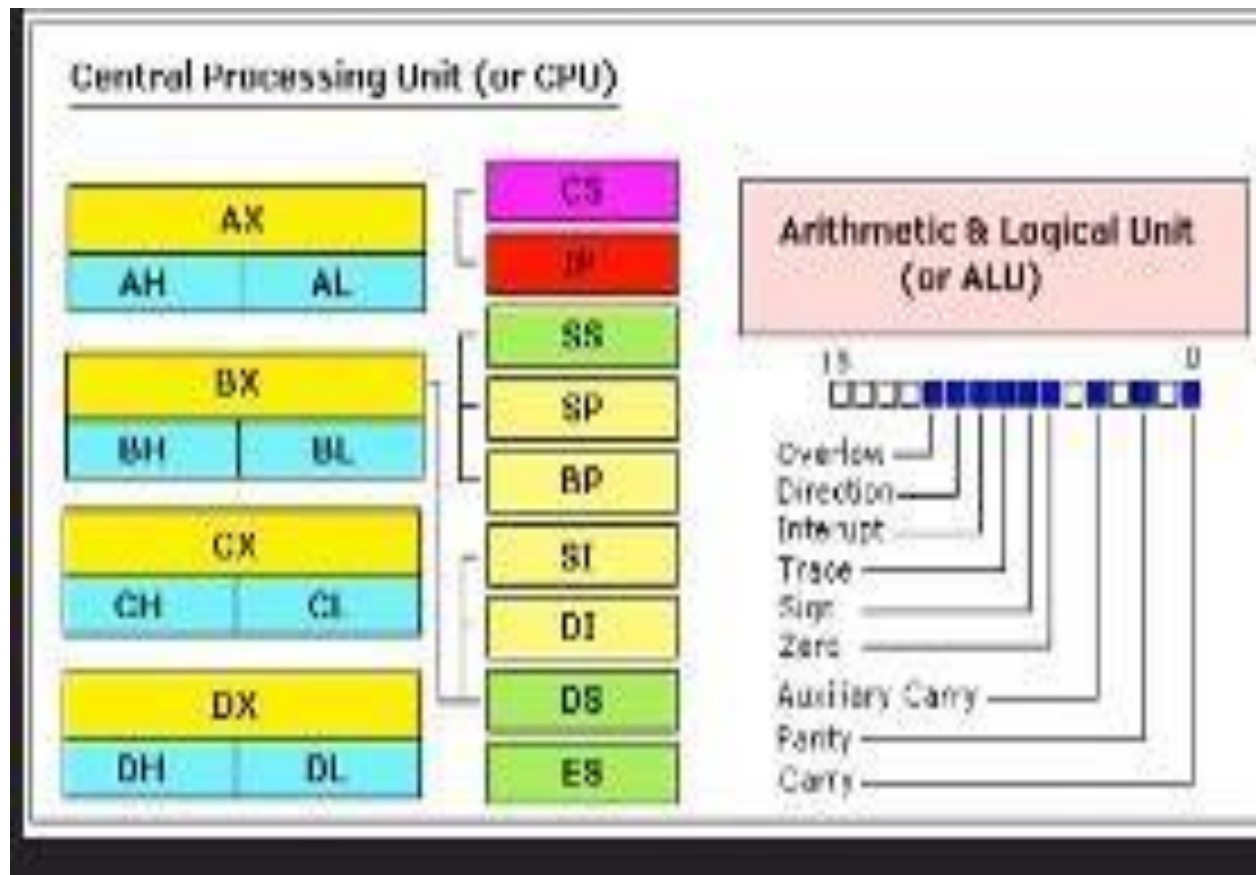 Central Processing Unit (or CPU)
AX
AH AL
BX
BH BL
CX
CH CL
DX
DH DL
CS
IP
SS
SP
BP
SI
DI
DS
ES
Arithmetic & Logical Unit
(or ALU)
15 0
Overlow
Direction
Interupt
Trace
Sign
Zero
Auxiliary Carry
Parity
Carry